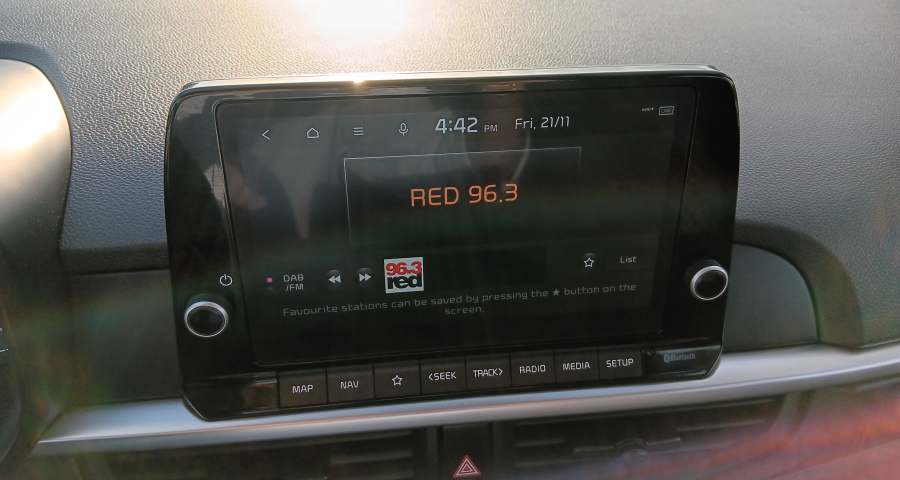 4:42 PM Fri, 21/11
RED 96.3
DAB
/FM
96.3
red
List
Favourite stations can be saved by pressing the ★ button on the
screen.
MAP NAV ☆ <SEEK TRACK> RADIO MEDIA SETUP
Bluetooth